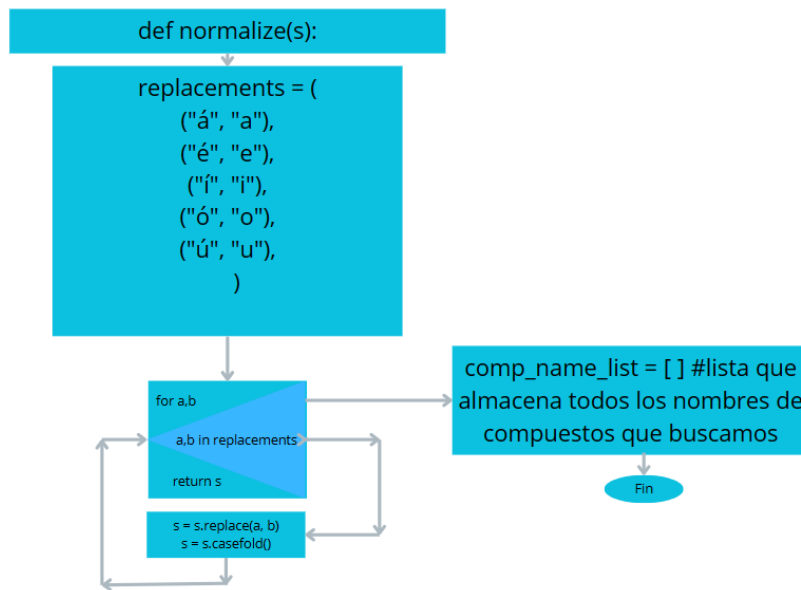 def normalize(s):
replacements = (
("á", "a"),
("é", "e"),
("í", "i"),
("ó", "o"),
("ú", "u"),
)
for a,b
a,b in replacements
return s
s = s.replace(a, b)
s = s.casefold()
comp_name_list = [ ] #lista que
almacena todos los nombres de
compuestos que buscamos
Fin